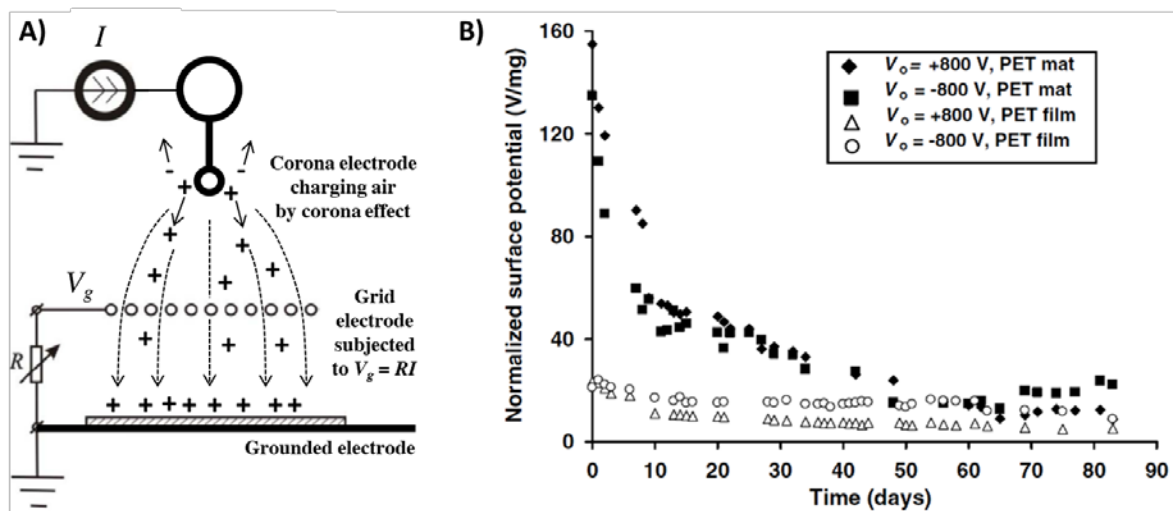 A)
I
Corona electrode
charging air
by corona effect
V_g
Grid
electrode
subjected
to V_g = RI
R
Grounded electrode
B)
Normalized surface potential (V/mg)
160
120
80
40
0
V_o = +800 V, PET mat
V_o = -800 V, PET mat
V_o = +800 V, PET film
V_o = -800 V, PET film
0 10 20 30 40 50 60 70 80 90
Time (days)